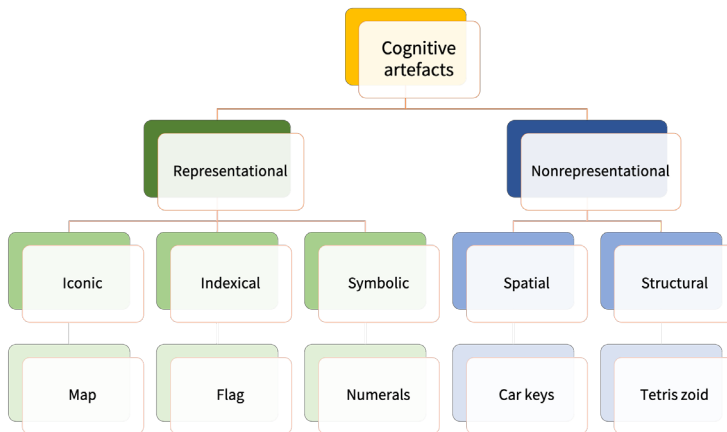 Cognitive
artefacts
Representational
Nonrepresentational
Iconic
Indexical
Symbolic
Spatial
Structural
Map
Flag
Numerals
Car keys
Tetris zoid